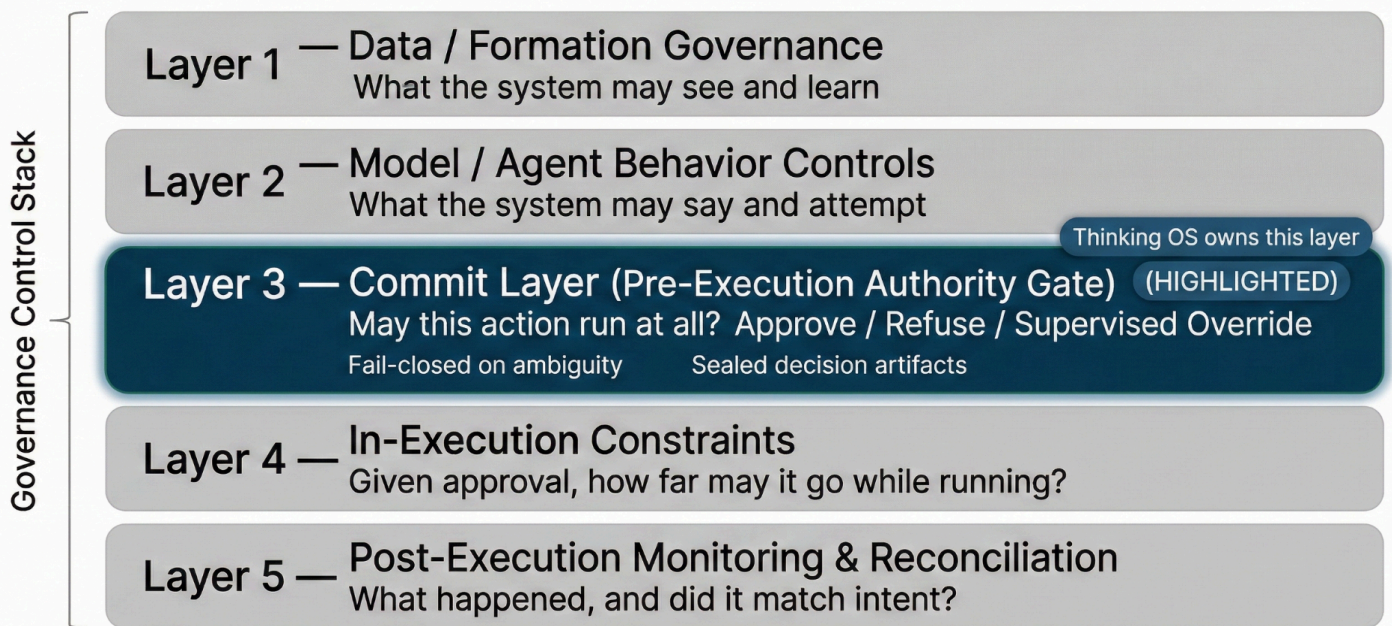 Governance Control Stack
Layer 1 — Data / Formation Governance
What the system may see and learn
Layer 2 — Model / Agent Behavior Controls
What the system may say and attempt
Thinking OS owns this layer
Layer 3 — Commit Layer (Pre-Execution Authority Gate) (HIGHLIGHTED)
May this action run at all? Approve / Refuse / Supervised Override
Fail-closed on ambiguity Sealed decision artifacts
Layer 4 — In-Execution Constraints
Given approval, how far may it go while running?
Layer 5 — Post-Execution Monitoring & Reconciliation
What happened, and did it match intent?